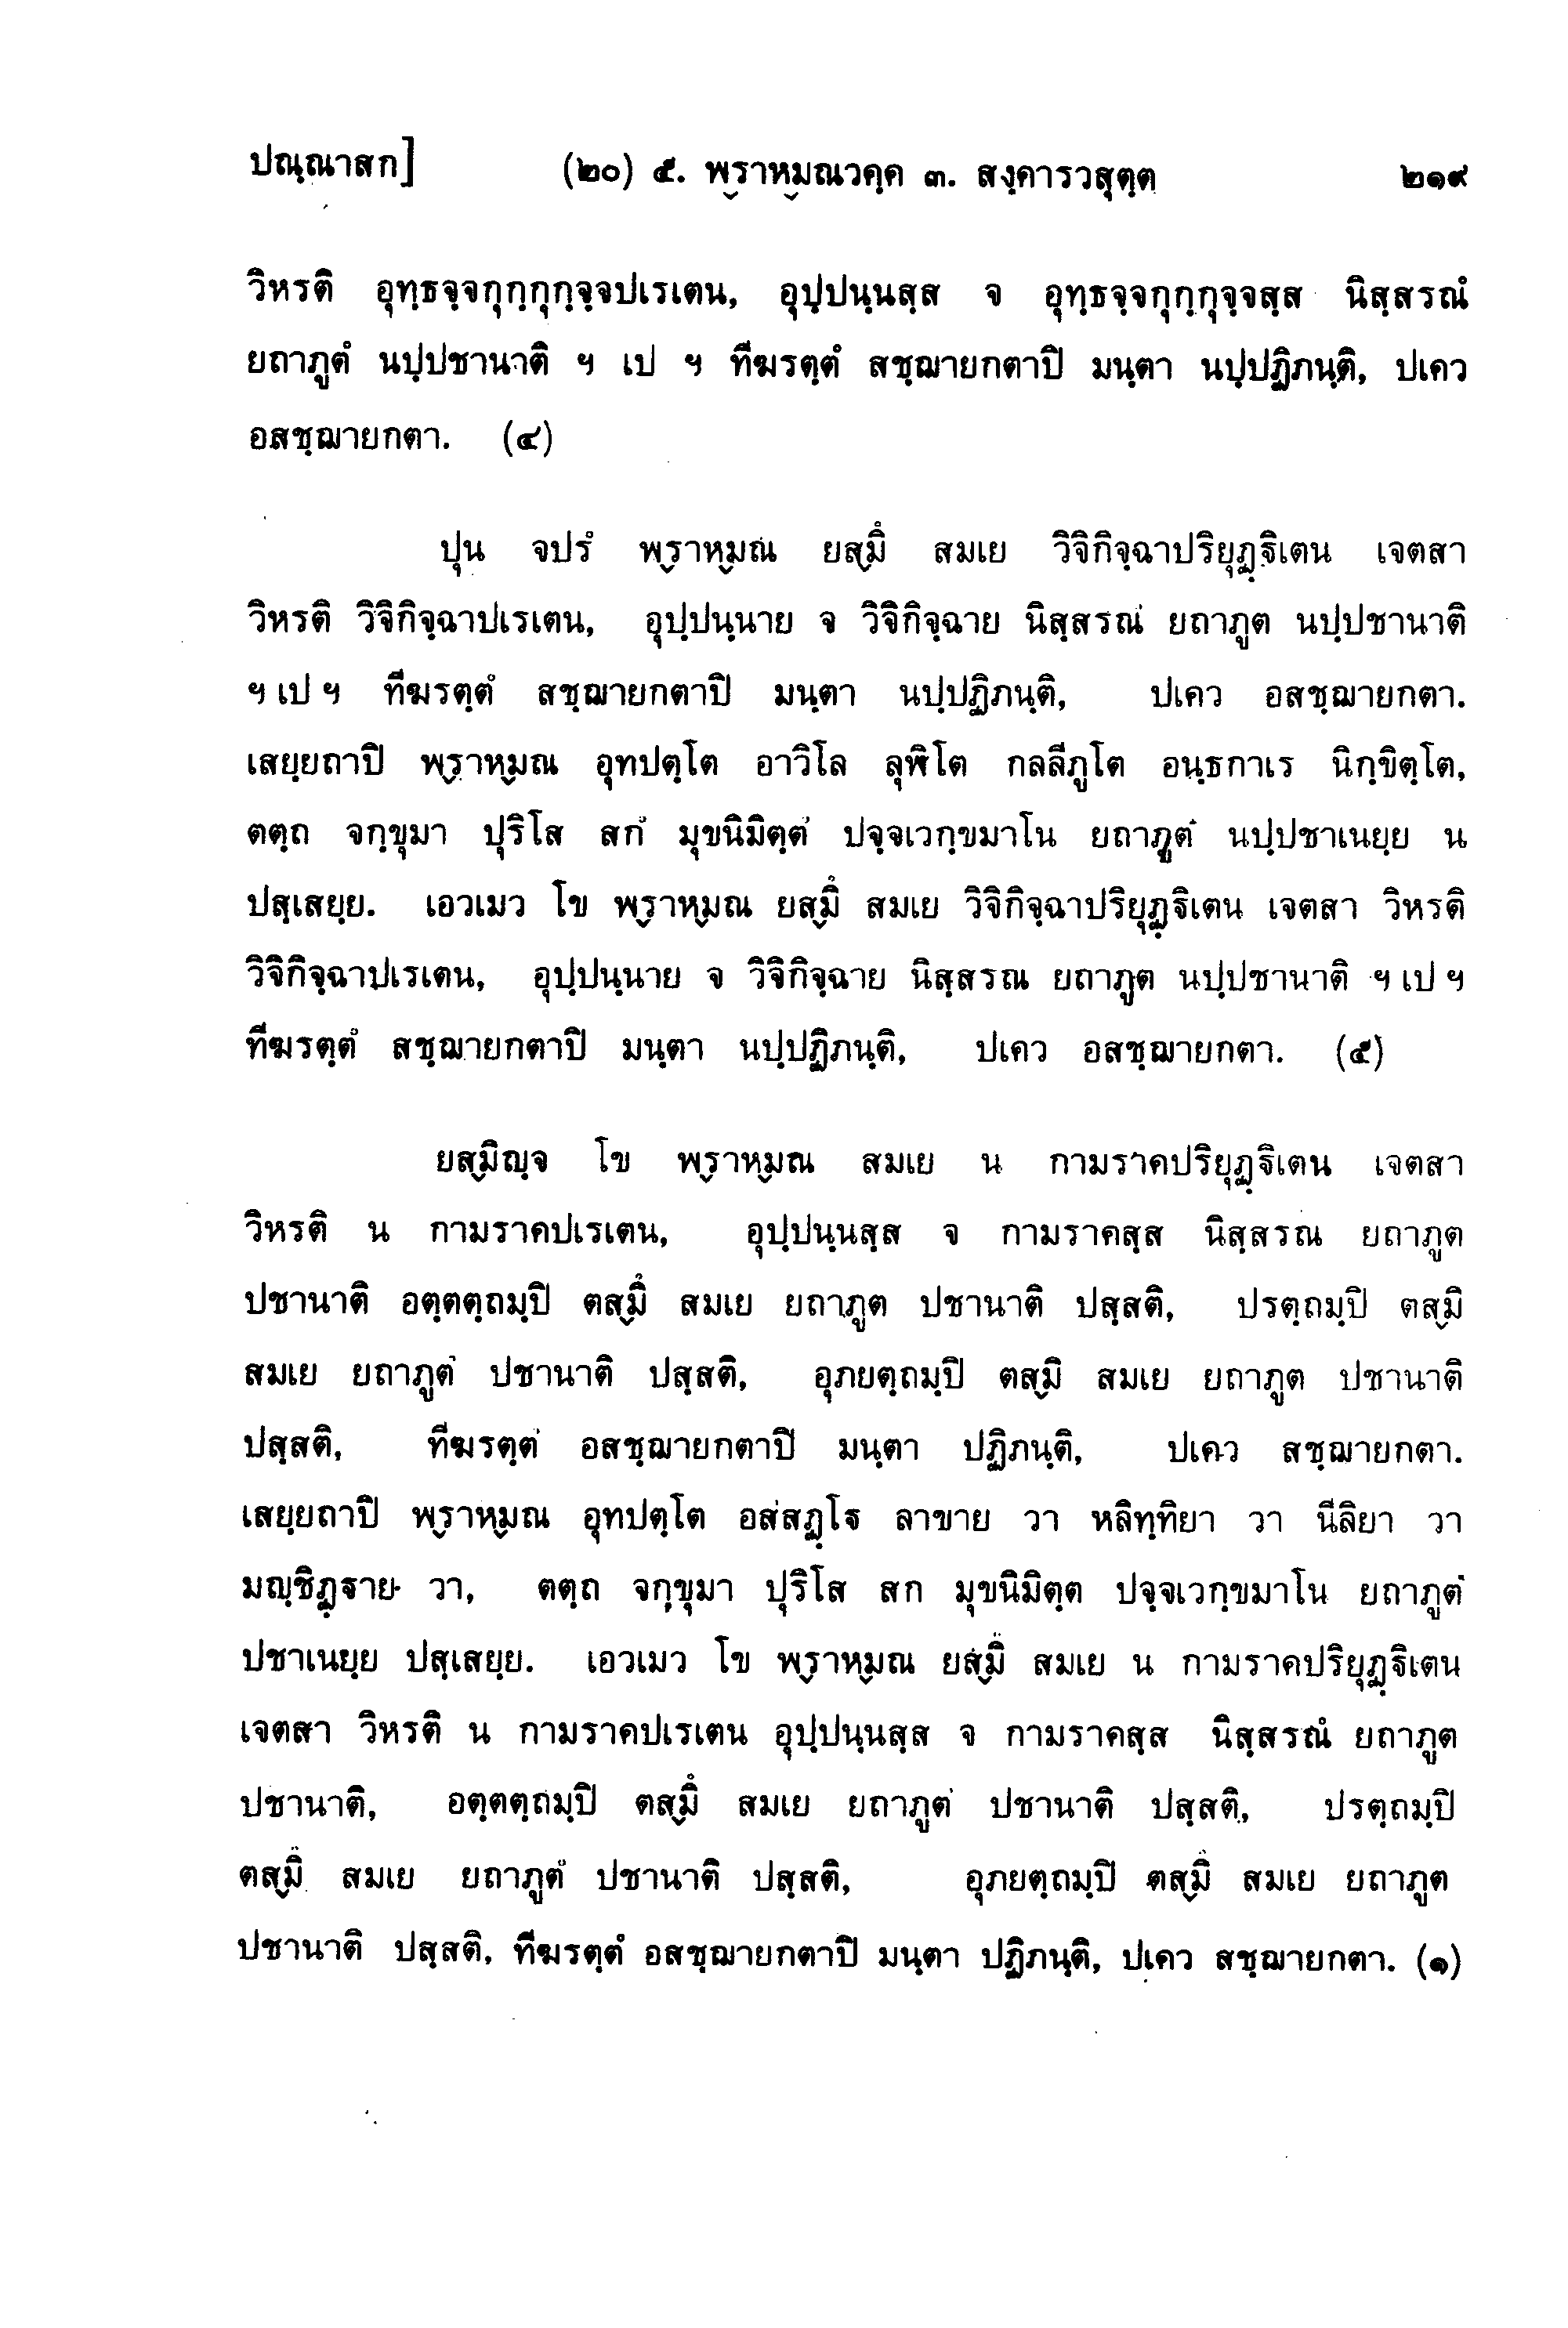 ปณฺณาสก] (๒๐) ๕. พฺราหฺมณวคฺค ๓. สงฺคารวสุตฺต ๒๑๙
วิหรติ อุทฺธจฺจกุกฺกุกฺจฺจปเรเตน, อุปฺปนฺนสฺส จ อุทฺธจฺจกุกฺกุจฺจสฺส นิสฺสรณํ
ยถาภูตํ นปฺปชานาติ ฯ เป ฯ ทีฆรตฺตํ สชฺฌายกตาปิ มนฺตา นปฺปฏิภนฺติ, ปเคว
อสชฺฌายกตา. (๔)
ปุน จปรํ พฺราหฺมณ ยสฺมิํ สมเย วิจิกิจฺฉาปริยุฏฺฐิเตน เจตสา
วิหรติ วิจิกิจฺฉาปเรเตน, อุปฺปนฺนาย จ วิจิกิจฺฉาย นิสฺสรณํ ยถาภูต นปฺปชานาติ
ฯ เป ฯ ทีฆรตฺตํ สชฺฌายกตาปิ มนฺตา นปฺปฏิภนฺติ, ปเคว อสชฺฌายกตา.
เสยฺยถาปิ พฺราหฺมณ อุทปตฺโต อาวิโล ลุฬิโต กลลีภูโต อนฺธกาเร นิกฺขิตฺโต,
ตตฺถ จกฺขุมา ปุริโส สกํ มุขนิมิตฺตํ ปจฺจเวกฺขมาโน ยถาภูตํ นปฺปชาเนยฺย น
ปสฺเสยฺย. เอวเมว โข พฺราหฺมณ ยสฺมิํ สมเย วิจิกิจฺฉาปริยุฏฺฐิเตน เจตสา วิหรติ
วิจิกิจฺฉาปเรเตน, อุปฺปนฺนาย จ วิจิกิจฺฉาย นิสฺสรณ ยถาภูต นปฺปชานาติ ฯ เป ฯ
ทีฆรตฺตํ สชฺฌายกตาปิ มนฺตา นปฺปฏิภนฺติ, ปเคว อสชฺฌายกตา. (๕)
ยสฺมิญฺจ โข พฺราหฺมณ สมเย น กามราคปริยุฏฺฐิเตน เจตสา
วิหรติ น กามราคปเรเตน, อุปฺปนฺนสฺส จ กามราคสฺส นิสฺสรณ ยถาภูต
ปชานาติ อตฺตตฺถมฺปิ ตสฺมิํ สมเย ยถาภูต ปชานาติ ปสฺสติ, ปรตฺถมฺปิ ตสฺมิ
สมเย ยถาภูตํ ปชานาติ ปสฺสติ, อุภยตฺถมฺปิ ตสฺมิ สมเย ยถาภูต ปชานาติ
ปสฺสติ, ทีฆรตฺตํ อสชฺฌายกตาปิ มนฺตา ปฏิภนฺติ, ปเคว สชฺฌายกตา.
เสยฺยถาปิ พฺราหฺมณ อุทปตฺโต อสํสฏฺโฐ ลาขาย วา หลิทฺทิยา วา นีลิยา วา
มญฺชิฏฺฐาย วา, ตตฺถ จกฺขุมา ปุริโส สก มุขนิมิตฺต ปจฺจเวกฺขมาโน ยถาภูตํ
ปชาเนยฺย ปสฺเสยฺย. เอวเมว โข พฺราหฺมณ ยสฺมิํ สมเย น กามราคปริยุฏฺฐิเตน
เจตสา วิหรติ น กามราคปเรเตน อุปฺปนฺนสฺส จ กามราคสฺส นิสฺสรณํ ยถาภูต
ปชานาติ, อตฺตตฺถมฺปิ ตสฺมิํ สมเย ยถาภูตํ ปชานาติ ปสฺสติ, ปรตฺถมฺปิ
ตสฺมิํ สมเย ยถาภูตํ ปชานาติ ปสฺสติ, อุภยตฺถมฺปิ ตสฺมิํ สมเย ยถาภูต
ปชานาติ ปสฺสติ, ทีฆรตฺตํ อสชฺฌายกตาปิ มนฺตา ปฏิภนฺติ, ปเคว สชฺฌายกตา. (๑)